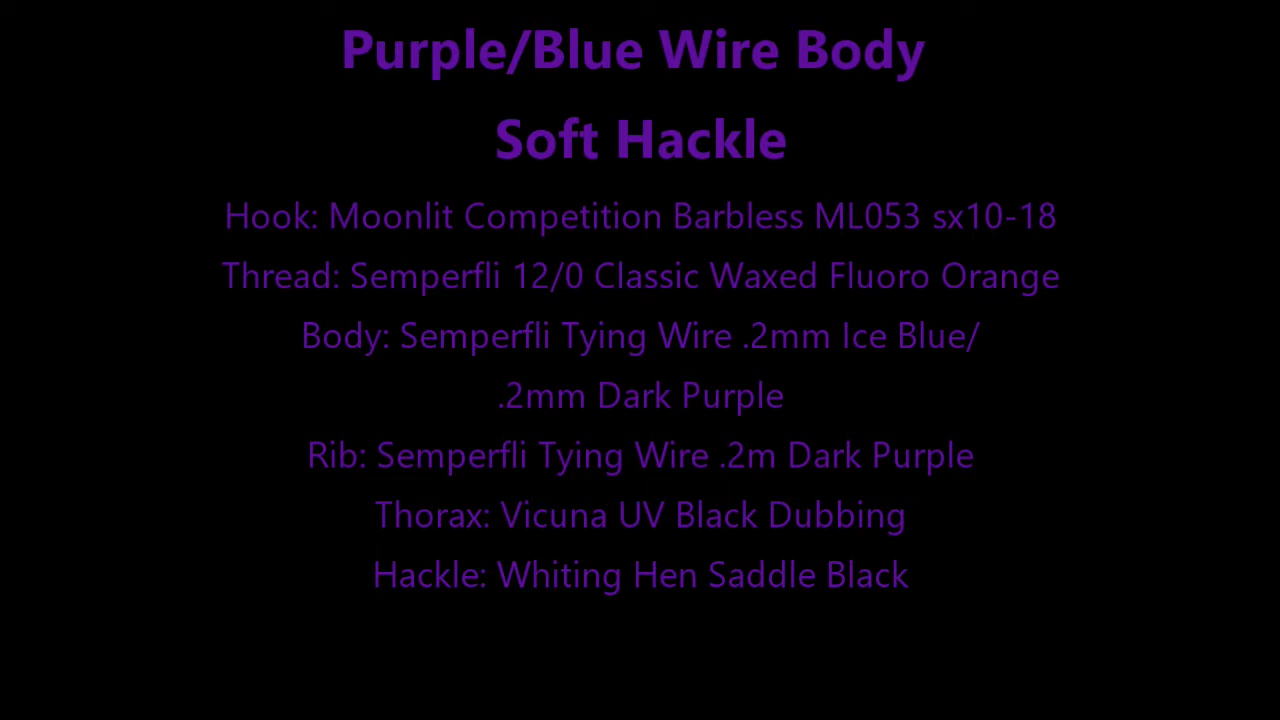 Purple/Blue Wire Body
Soft Hackle
Hook: Moonlit Competition Barbless ML053 sx10-18
Thread: Semperfli 12/0 Classic Waxed Fluoro Orange
Body: Semperfli Tying Wire .2mm Ice Blue/
.2mm Dark Purple
Rib: Semperfli Tying Wire .2m Dark Purple
Thorax: Vicuna UV Black Dubbing
Hackle: Whiting Hen Saddle Black